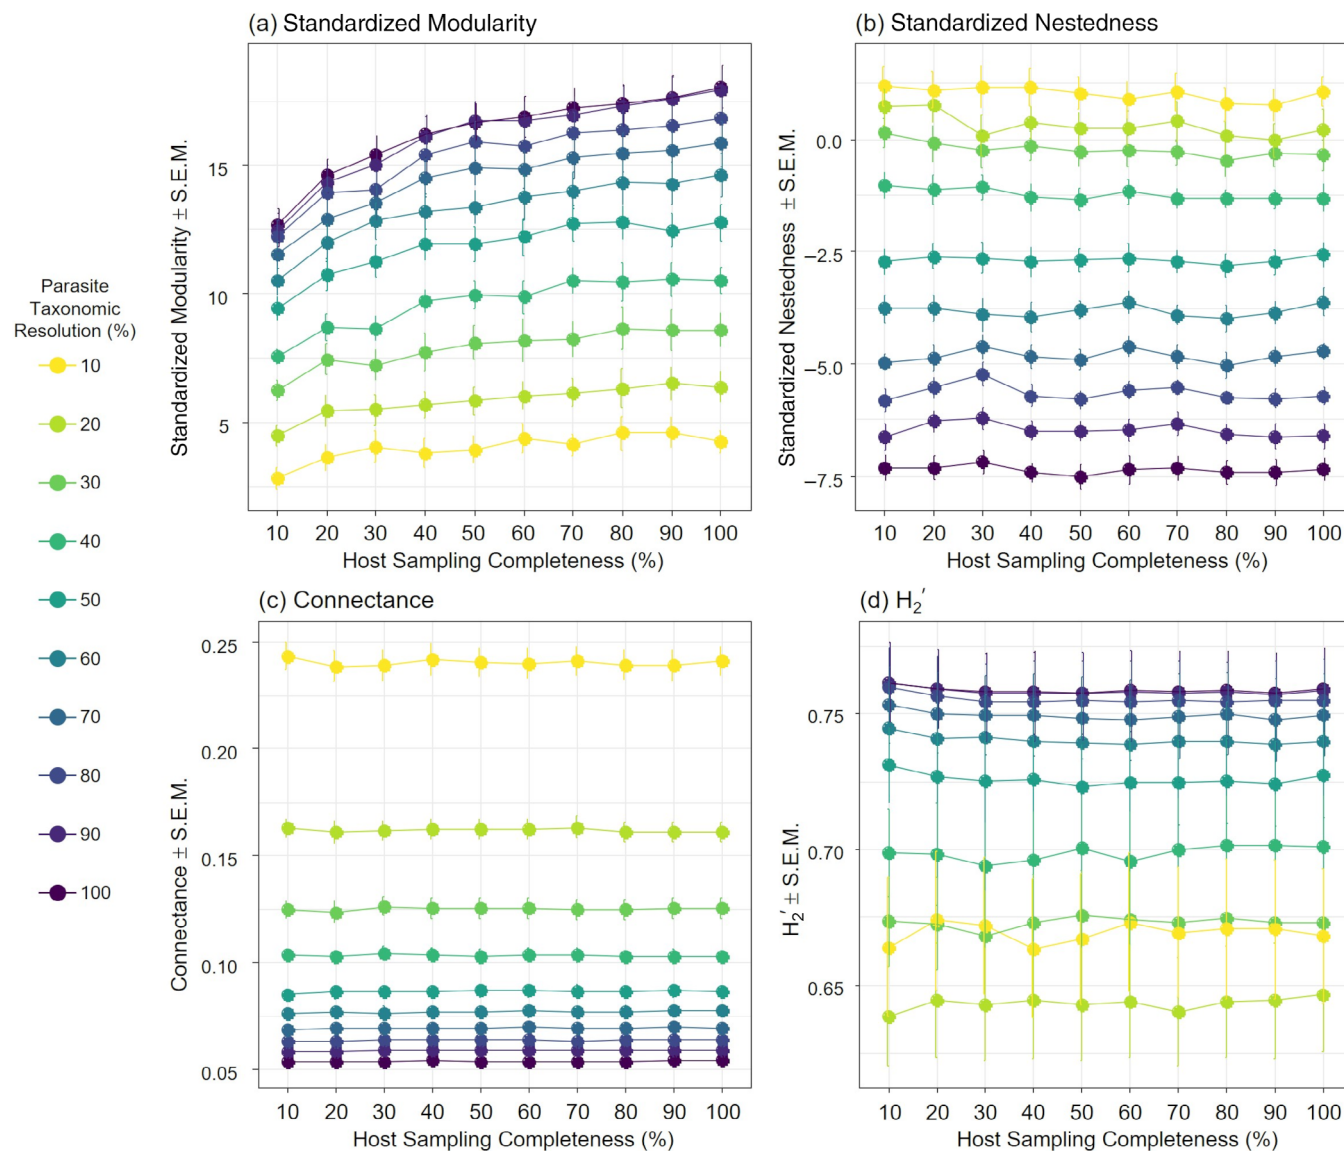 (a) Standardized Modularity
Standardized Modularity ± S.E.M.
15
10
5
10 20 30 40 50 60 70 80 90 100
Host Sampling Completeness (%)
(b) Standardized Nestedness
Standardized Nestedness ± S.E.M.
0.0
−2.5
−5.0
−7.5
10 20 30 40 50 60 70 80 90 100
Host Sampling Completeness (%)
Parasite
Taxonomic
Resolution (%)
10
20
30
40
50
60
70
80
90
100
(c) Connectance
Connectance ± S.E.M.
0.25
0.20
0.15
0.10
0.05
10 20 30 40 50 60 70 80 90 100
Host Sampling Completeness (%)
(d) H₂′
H₂′ ± S.E.M.
0.75
0.70
0.65
10 20 30 40 50 60 70 80 90 100
Host Sampling Completeness (%)